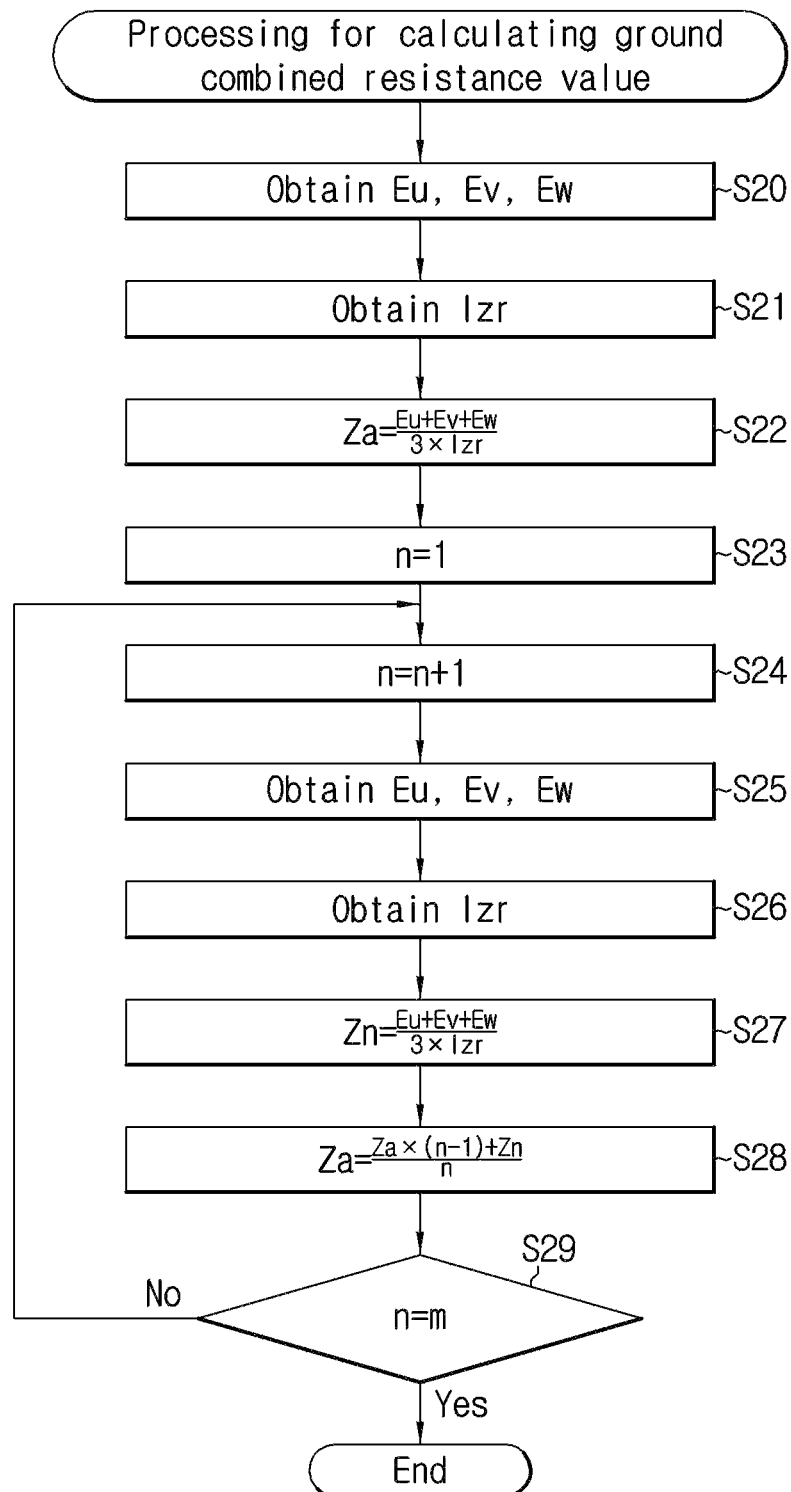 Processing for calculating ground
combined resistance value
Obtain Eu, Ev, Ew
~S20
Obtain Izr
~S21
Za=Eu+Ev+Ew
3×Izr
~S22
n=1
~S23
n=n+1
~S24
Obtain Eu, Ev, Ew
~S25
Obtain Izr
~S26
Zn=Eu+Ev+Ew
3×Izr
~S27
Za=Za×(n-1)+Zn
n
~S28
S29
No
n=m
Yes
End